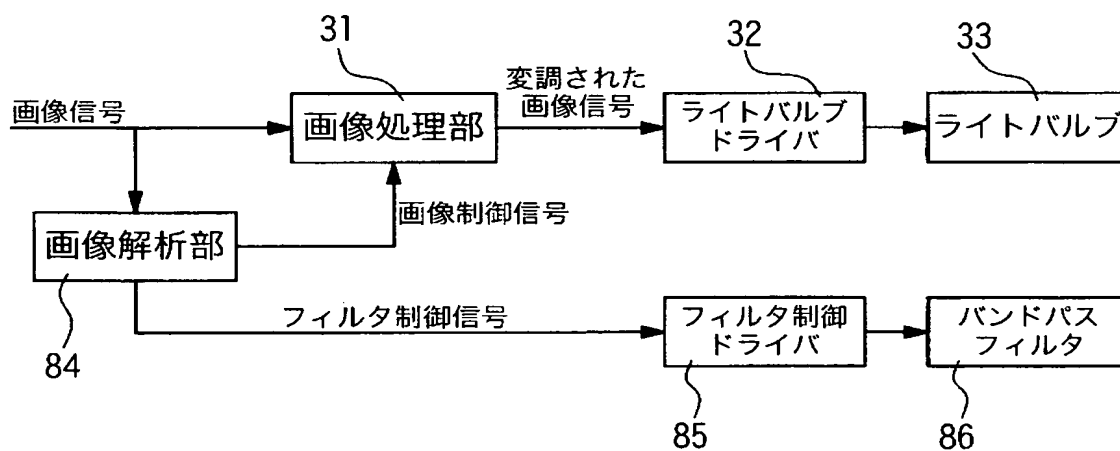 31
32
33
画像信号
画像処理部
変調された
画像信号
ライトバルブ
ドライバ
ライトバルブ
画像制御信号
画像解析部
84
フィルタ制御信号
フィルタ制御
ドライバ
バンドパス
フィルタ
85
86